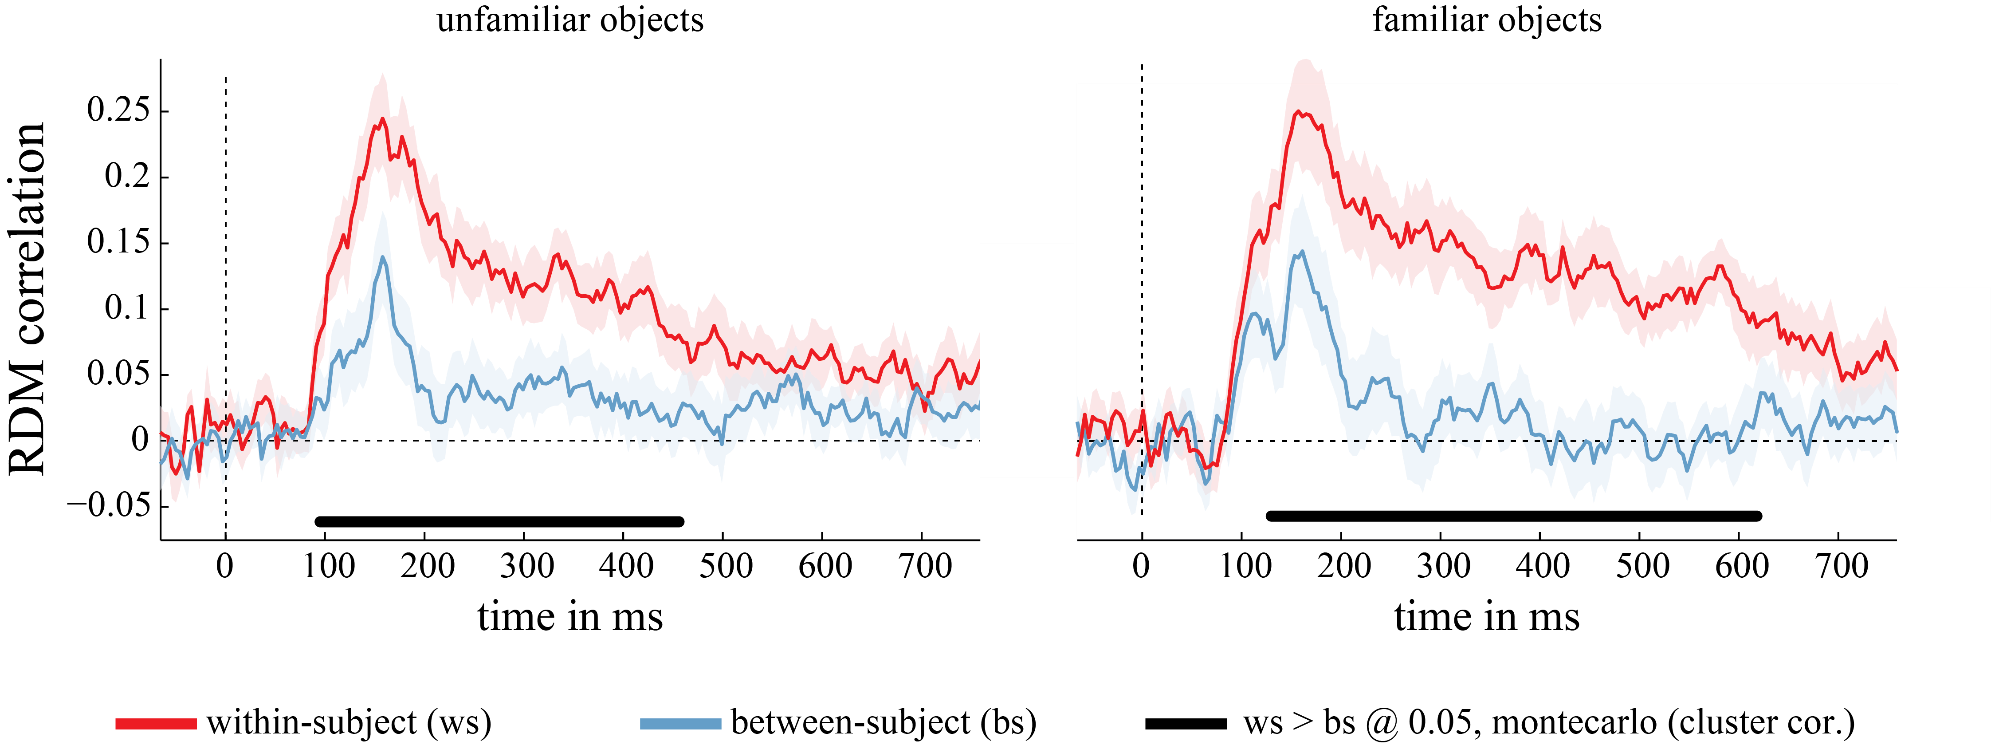 unfamiliar objects
familiar objects
RDM correlation
0.25
0.2
0.15
0.1
0.05
0
−0.05
0 100 200 300 400 500 600 700
0 100 200 300 400 500 600 700
time in ms
time in ms
within-subject (ws)
between-subject (bs)
ws > bs @ 0.05, montecarlo (cluster cor.)